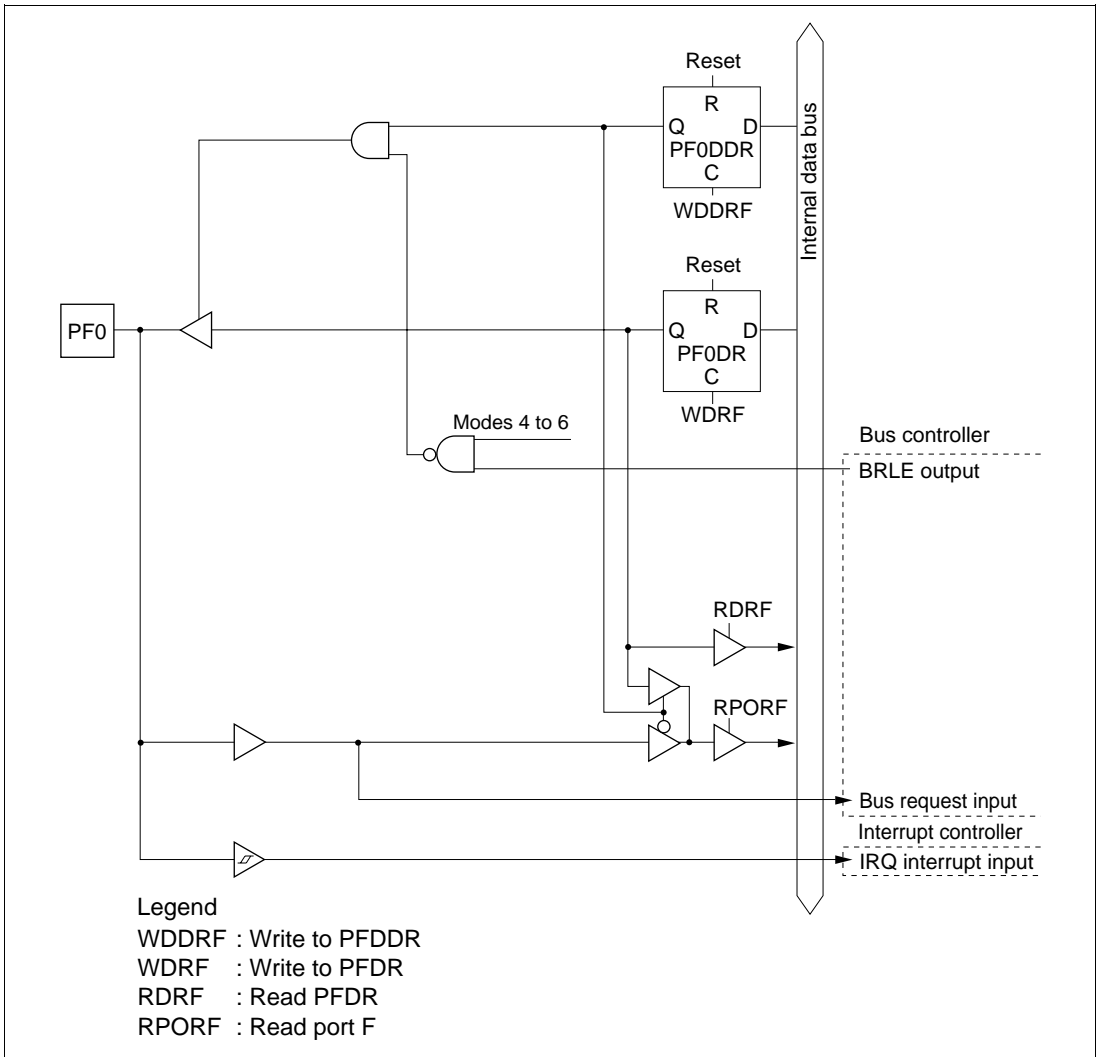 Reset
R
Q D
PF0DDR
C
WDDRF
Internal data bus
Reset
R
PF0
Q D
PF0DR
C
WDRF
Modes 4 to 6
Bus controller
BRLE output
RDRF
RPORF
Bus request input
Interrupt controller
IRQ interrupt input
Legend
WDDRF : Write to PFDDR
WDRF : Write to PFDR
RDRF : Read PFDR
RPORF : Read port F